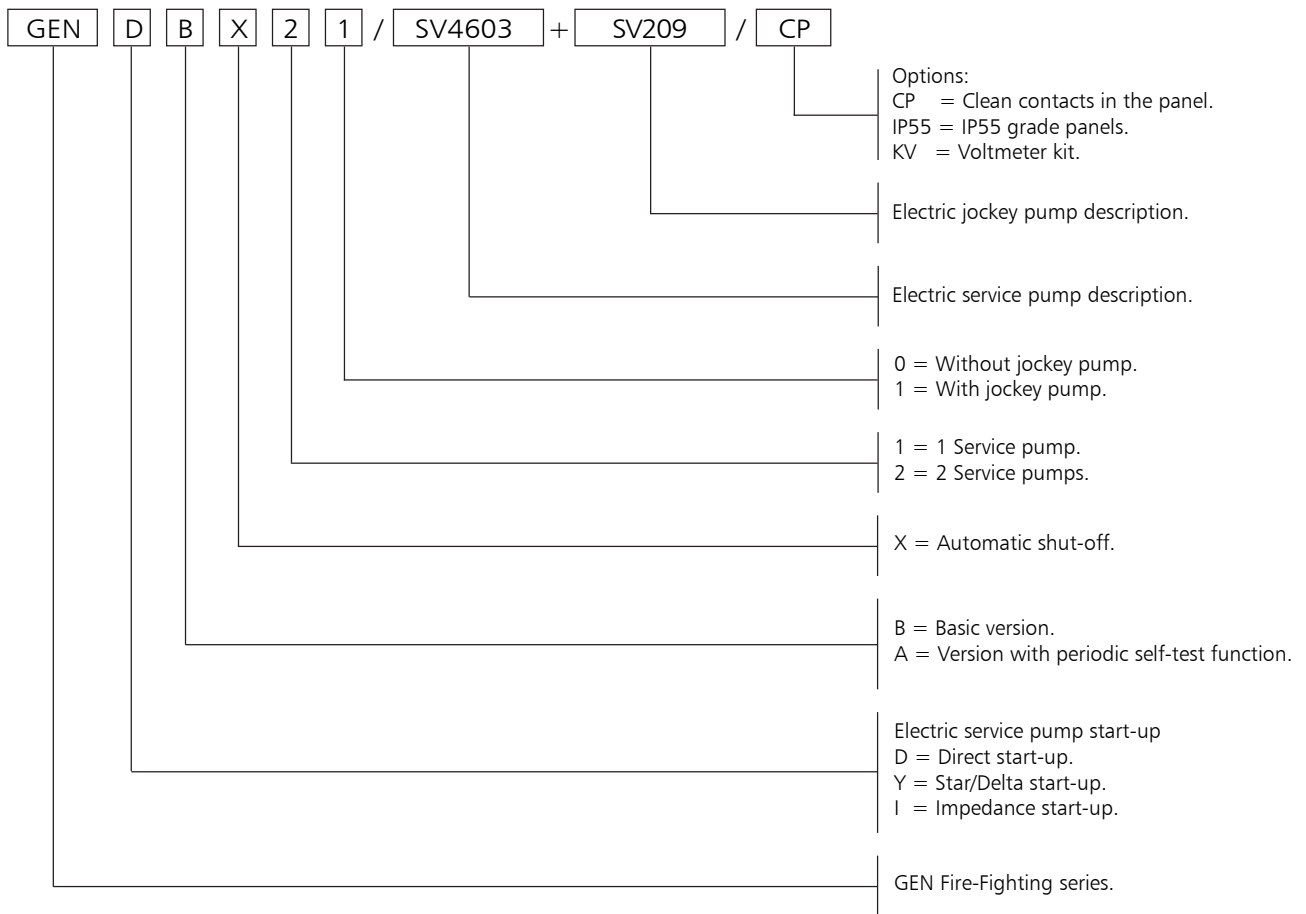 GEN D B X 2 1 / SV4603 + SV209 / CP
Options:
CP = Clean contacts in the panel.
IP55 = IP55 grade panels.
KV = Voltmeter kit.
Electric jockey pump description.
Electric service pump description.
0 = Without jockey pump.
1 = With jockey pump.
1 = 1 Service pump.
2 = 2 Service pumps.
X = Automatic shut-off.
B = Basic version.
A = Version with periodic self-test function.
Electric service pump start-up
D = Direct start-up.
Y = Star/Delta start-up.
I = Impedance start-up.
GEN Fire-Fighting series.